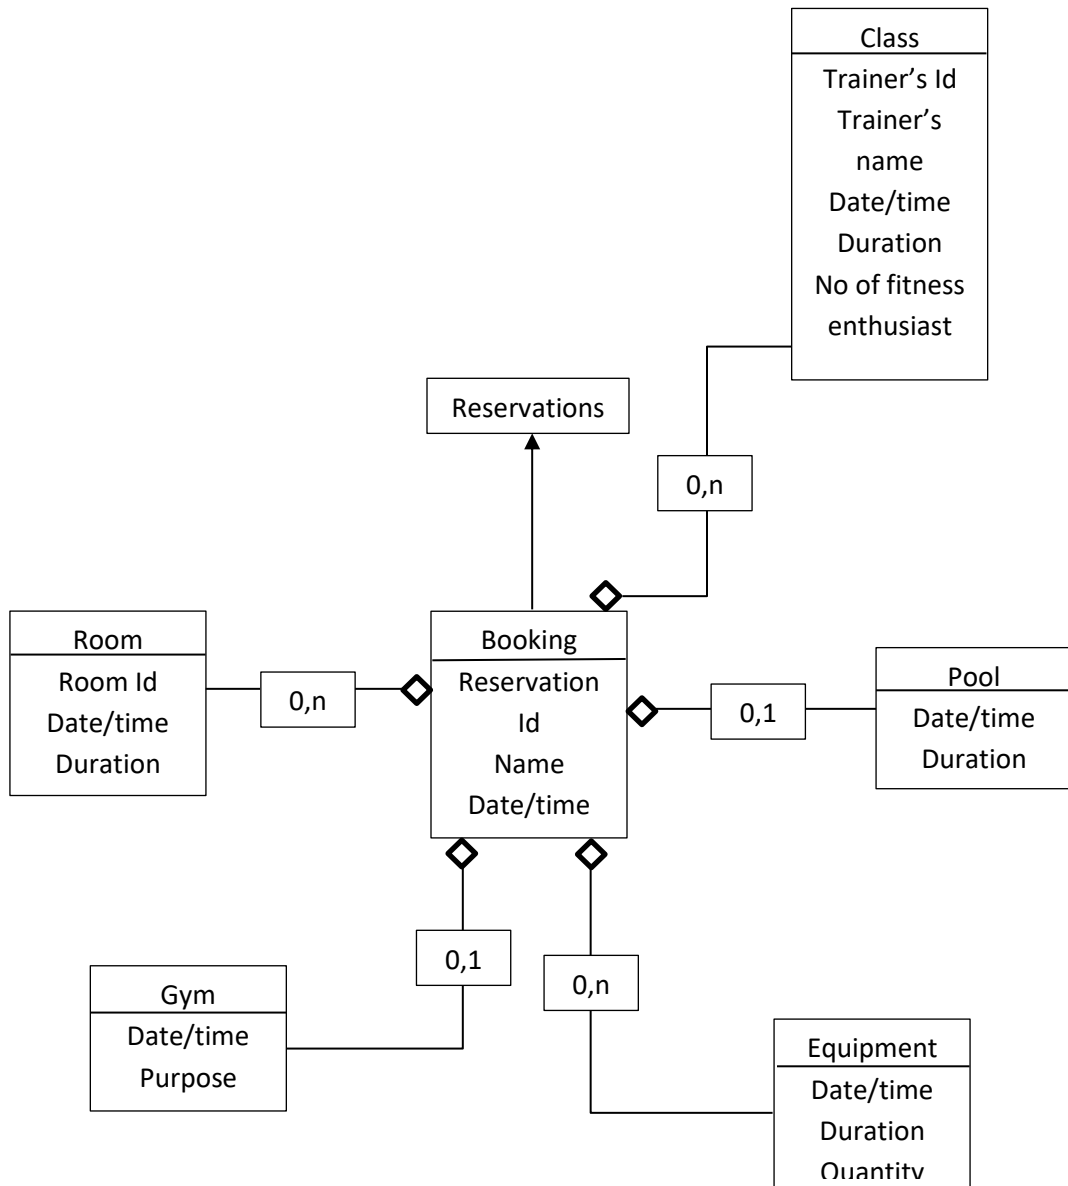 Class
Trainer’s Id
Trainer’s
name
Date/time
Duration
No of fitness
enthusiast
Reservations
0,n
Room
Room Id
Date/time
Duration
0,n
Booking
Reservation
Id
Name
Date/time
0,1
Pool
Date/time
Duration
Gym
Date/time
Purpose
0,1
0,n
Equipment
Date/time
Duration
Quantity